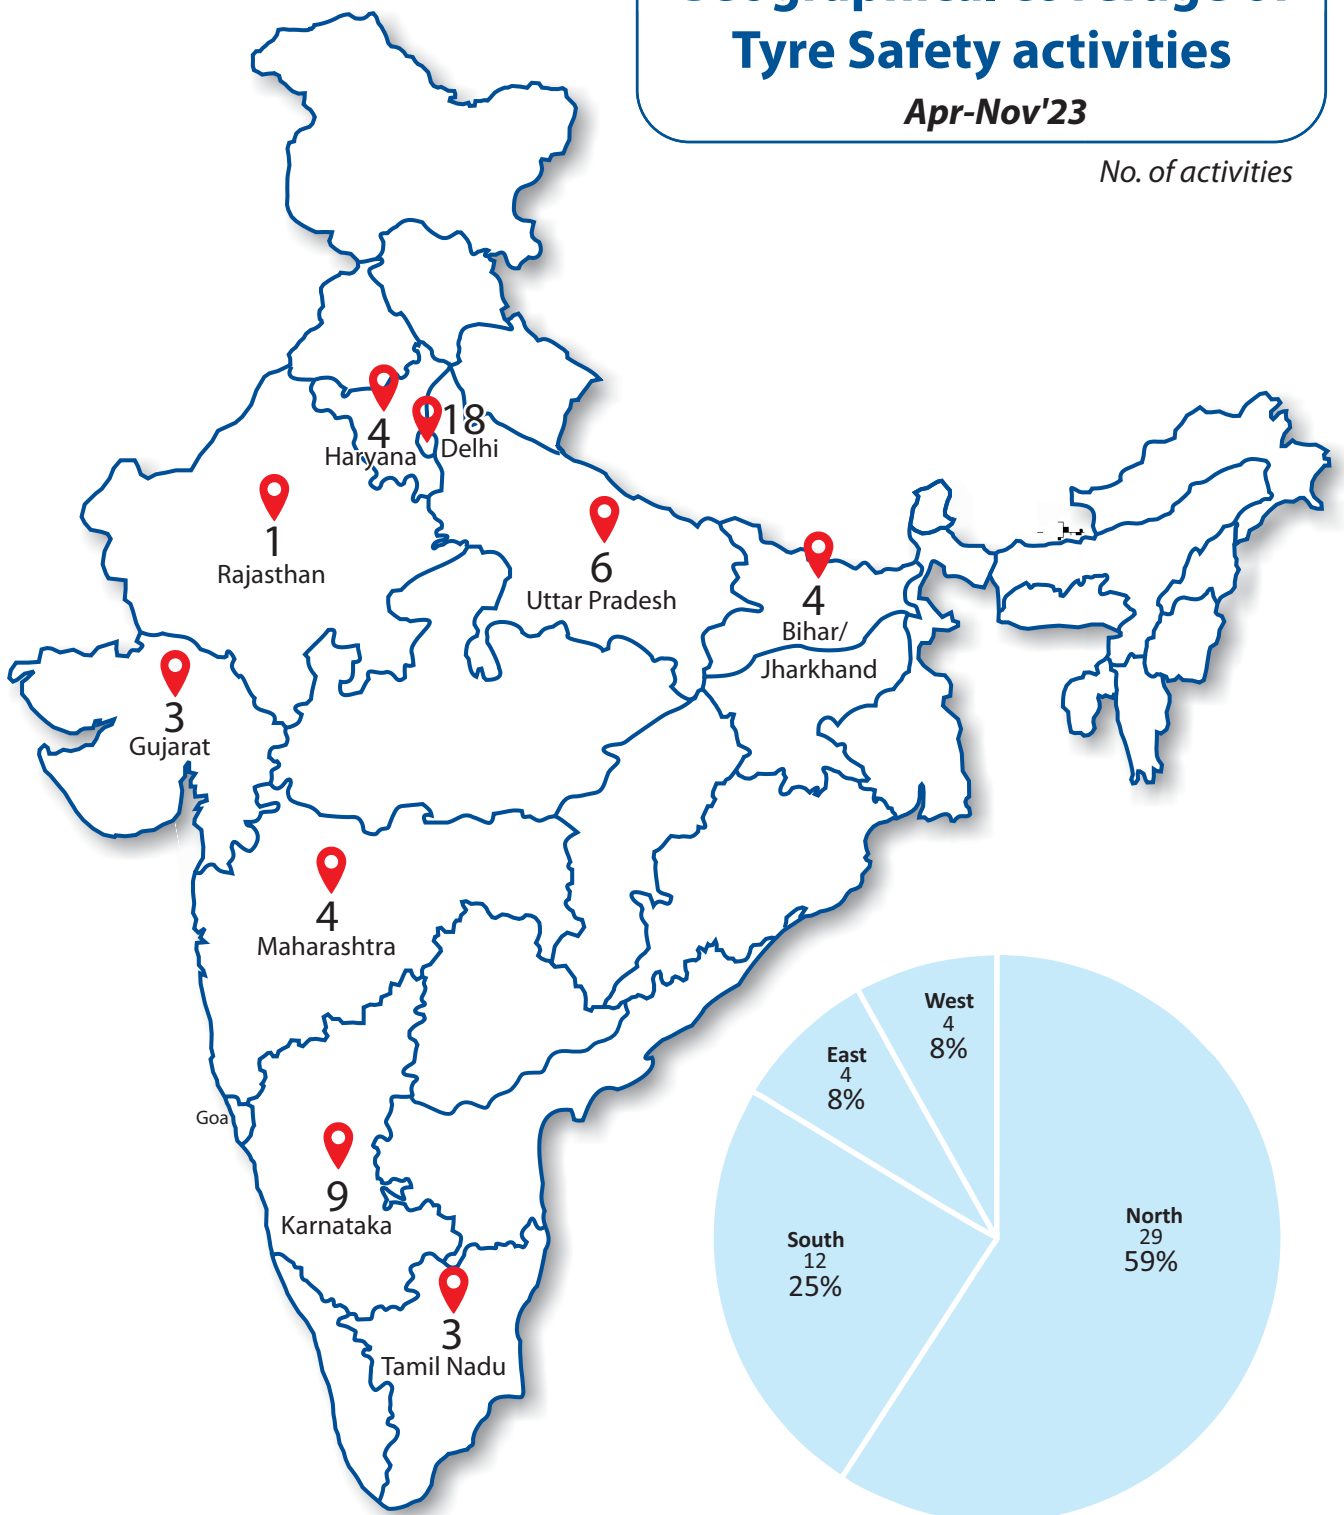 Tyre Safety activities
Apr-Nov'23
No. of activities
4
Haryana
18
Delhi
1
Rajasthan
6
Uttar Pradesh
4
Bihar/
Jharkhand
3
Gujarat
4
Maharashtra
Goa
9
Karnataka
3
Tamil Nadu
West
4
8%
East
4
8%
South
12
25%
North
29
59%